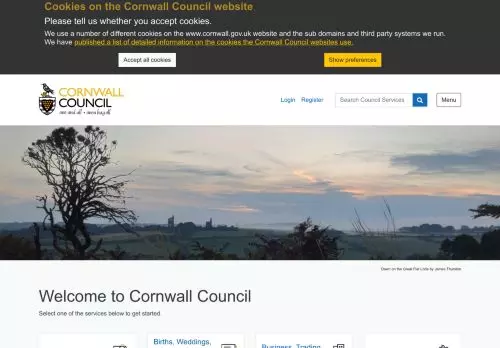 Cookies on the Cornwall Council website
Please tell us whether you accept cookies.
We use a number of different cookies on the www.cornwall.gov.uk website and the sub domains and third party systems we run.
We have published a list of detailed information on the cookies the Cornwall Council websites use.
Accept all cookies
Show preferences
CORNWALL
COUNCIL
one and all • onen hag oll
Login
Register
Search Council Services
Menu
Dawn on the Great Flat Lode by James Thunder
Welcome to Cornwall Council
Select one of the services below to get started.
Births, Weddings,
Business, Trading